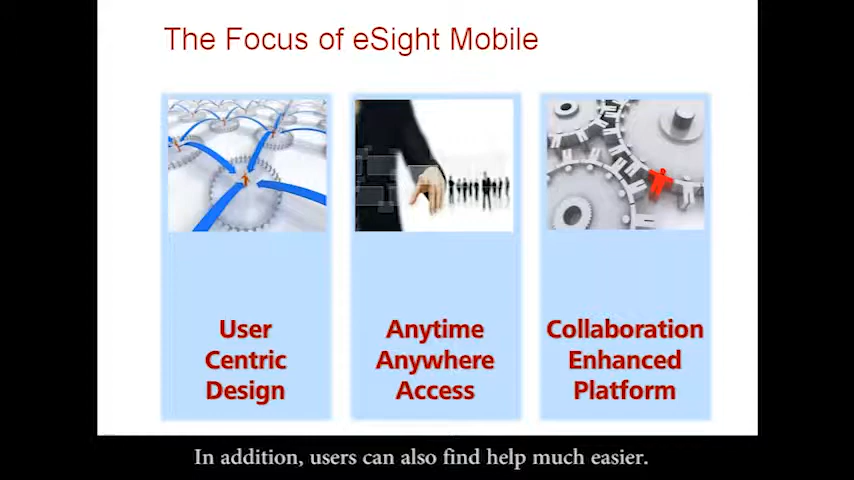 The Focus of eSight Mobile
User
Centric
Design
Anytime
Anywhere
Access
Collaboration
Enhanced
Platform
In addition, users can also find help much easier.